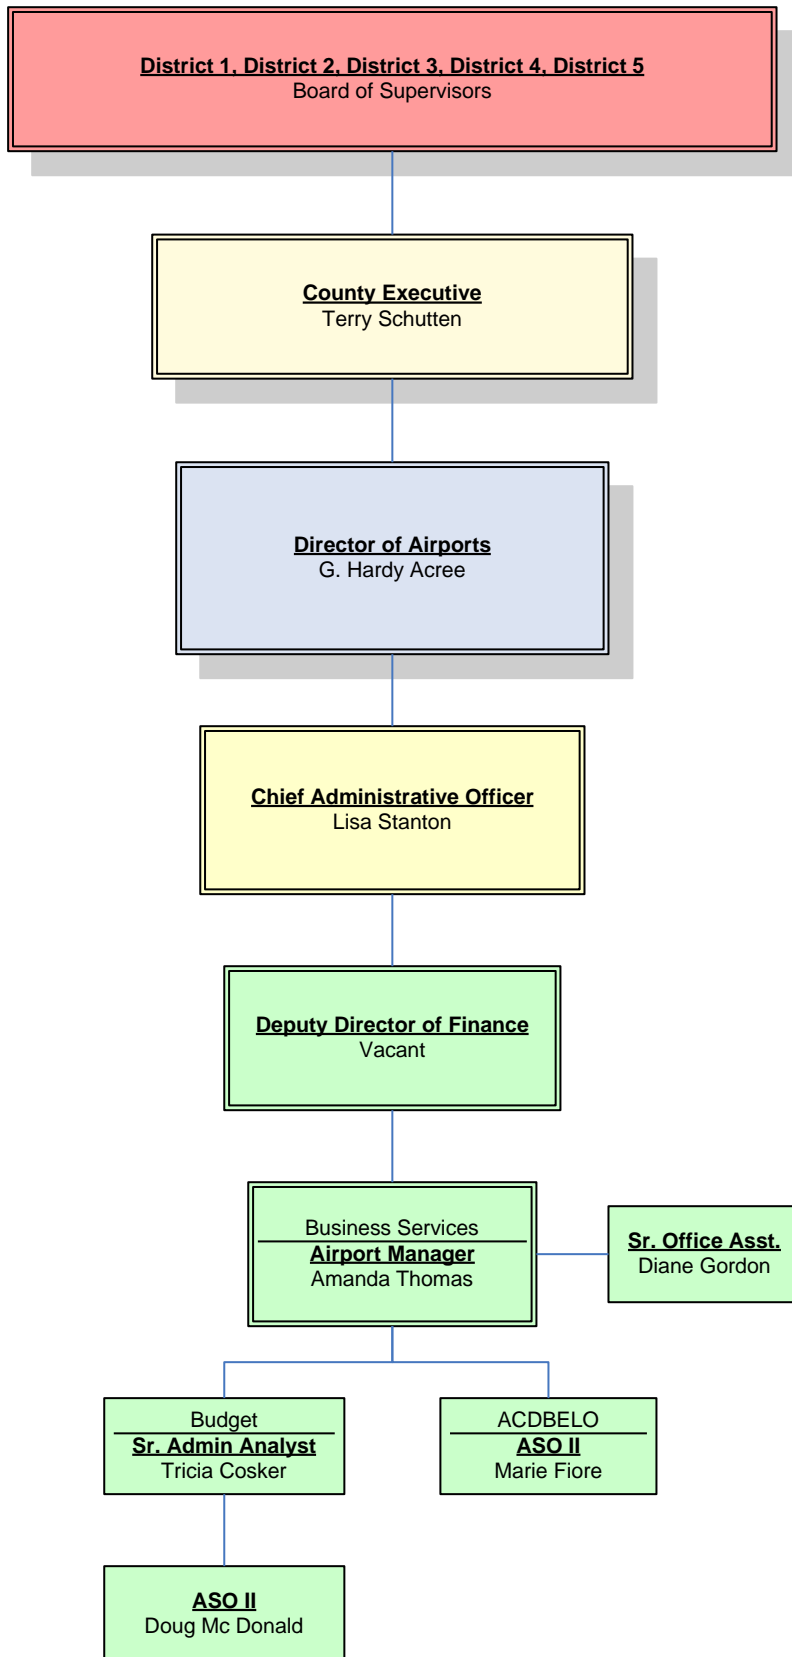 District 1, District 2, District 3, District 4, District 5
Board of Supervisors
County Executive
Terry Schutten
Director of Airports
G. Hardy Acree
Chief Administrative Officer
Lisa Stanton
Deputy Director of Finance
Vacant
Business Services
Airport Manager
Amanda Thomas
Sr. Office Asst.
Diane Gordon
Budget
Sr. Admin Analyst
Tricia Cosker
ACDBELO
ASO II
Marie Fiore
ASO II
Doug Mc Donald